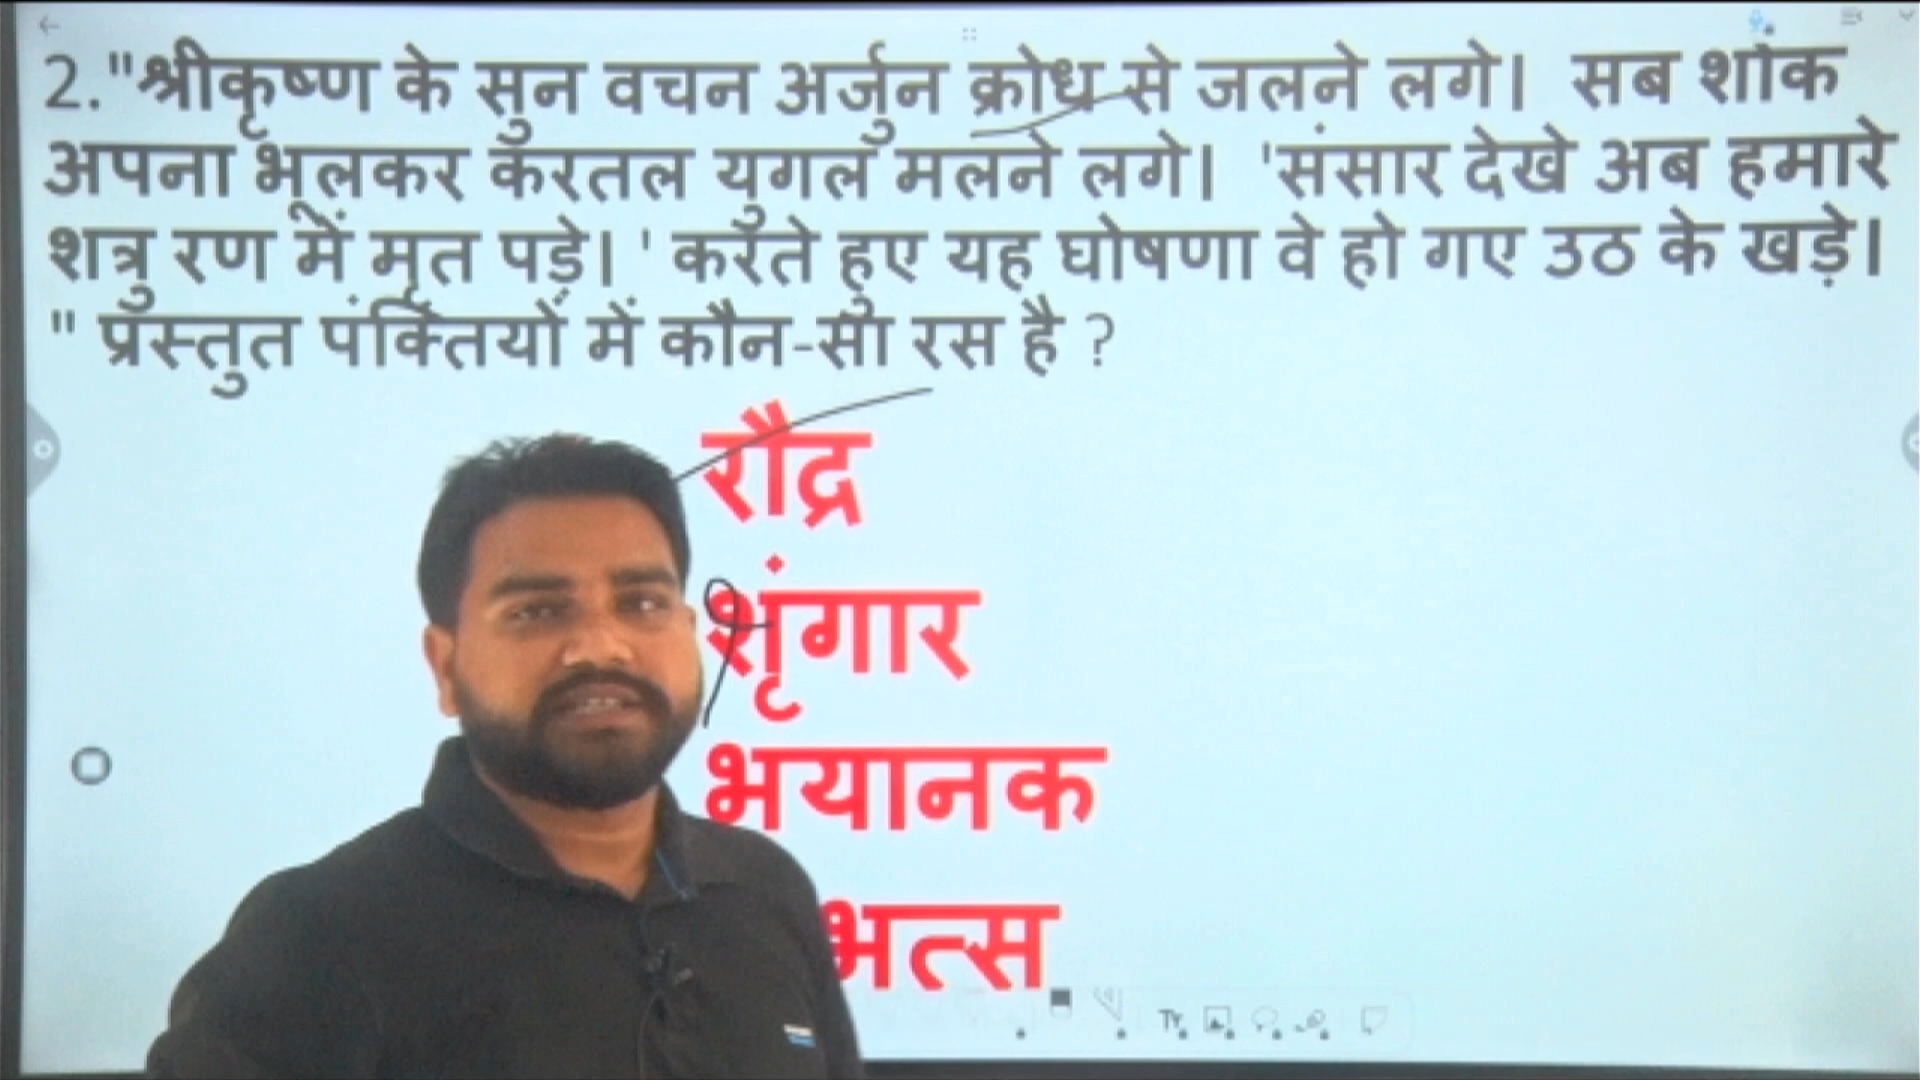 2. "श्रीकृष्ण के सुन वचन अर्जुन क्रोध से जलने लगे। सब शोक
अपना भूलकर करतल युगल मलने लगे। 'संसार देखे अब हमारे
शत्रु रण में मृत पड़े। ' करते हुए यह घोषणा वे हो गए उठ के खड़े।
" प्रस्तुत पंक्तियों में कौन-सा रस है ?
रौद्र
शृंगार
भयानक
भत्स